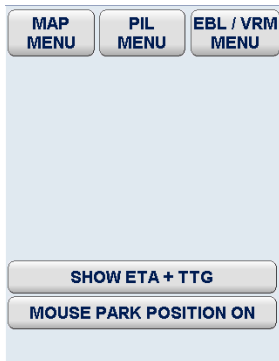 MAP MENU
PIL MENU
EBL / VRM MENU
SHOW ETA + TTG
MOUSE PARK POSITION ON